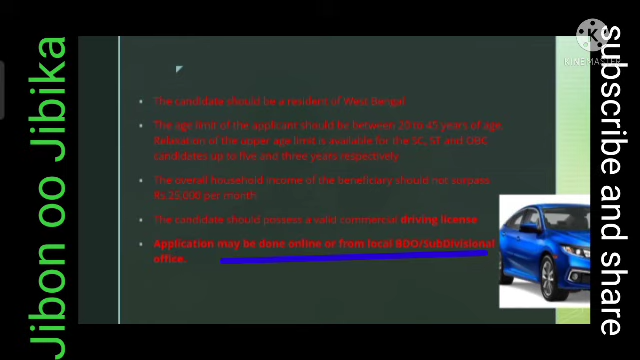 Jibon oo Jibika
KINEMASTER
The candidate should be a resident of West Bengal
The age limit of the applicant should be between 20 to 45 years of age.
Relaxation of the upper age limit is available for the SC, ST and OBC
candidates up to five and three years respectively
The overall household income of the beneficiary should not surpass
Rs.25,000 per month.
The candidate should possess a valid commercial driving license
Application may be done online or from local BDO/SubDivisional
office.
subscribe and share